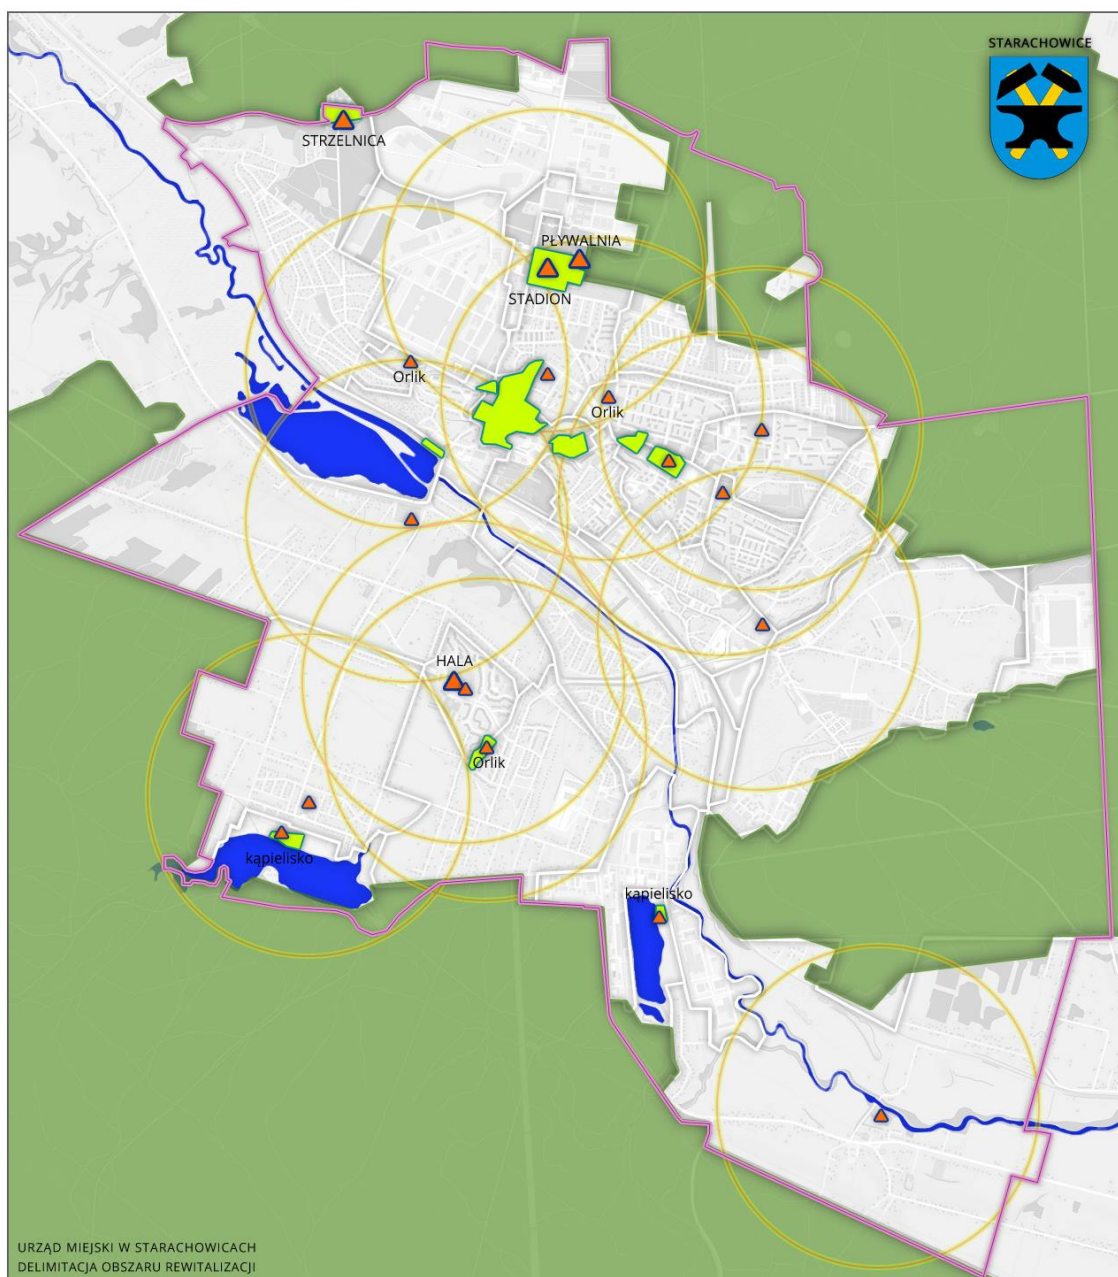 STARACHOWICE
STRZELNICA
PŁYWALNIA
STADION
Orlik
Orlik
HALA
Orlik
kąpielisko
kąpielisko
URZĄD MIEJSKI W STARACHOWICACH
DELIMITACJA OBSZARU REWITALIZACJI